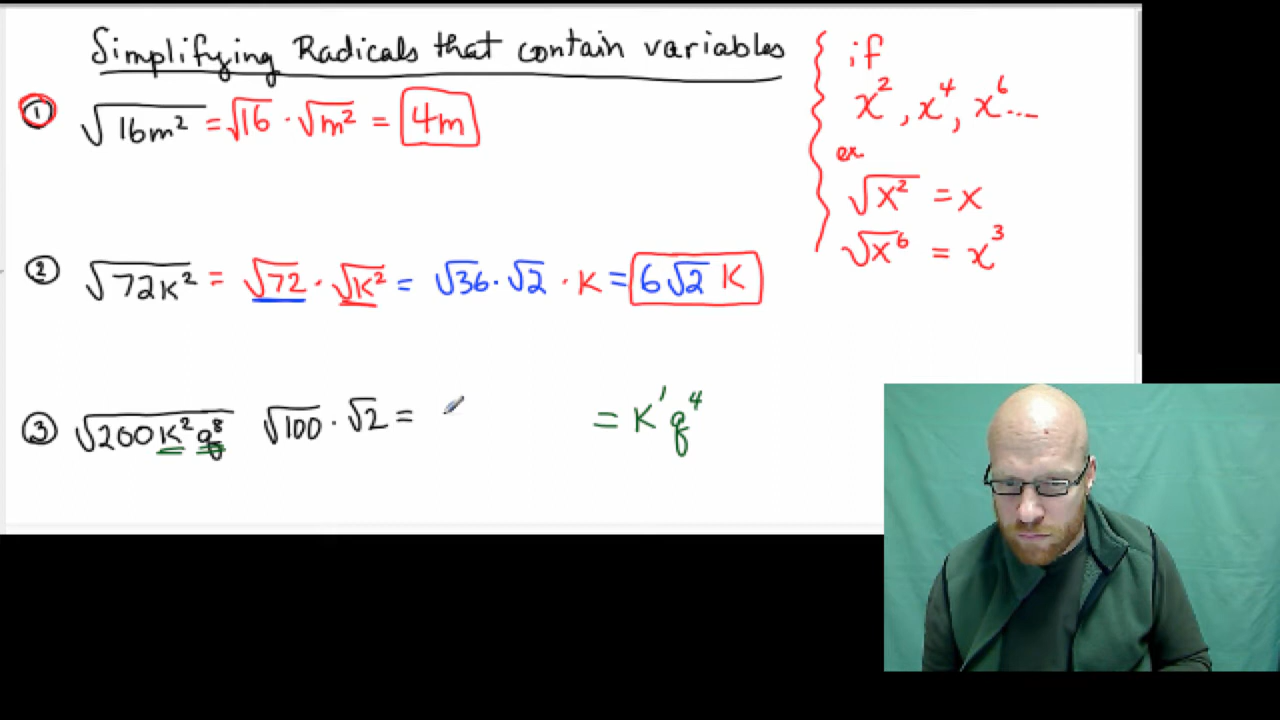 Simplifying Radicals that contain variables
① √16m² = √16 · √m² = 4m
② √72K² = √72 · √K² = √36 · √2 · K = 6√2 K
③ √200K²q⁸ √100 · √2 = = K¹q⁴
if
x², x⁴, x⁶...
ex
√x² = x
√x⁶ = x³